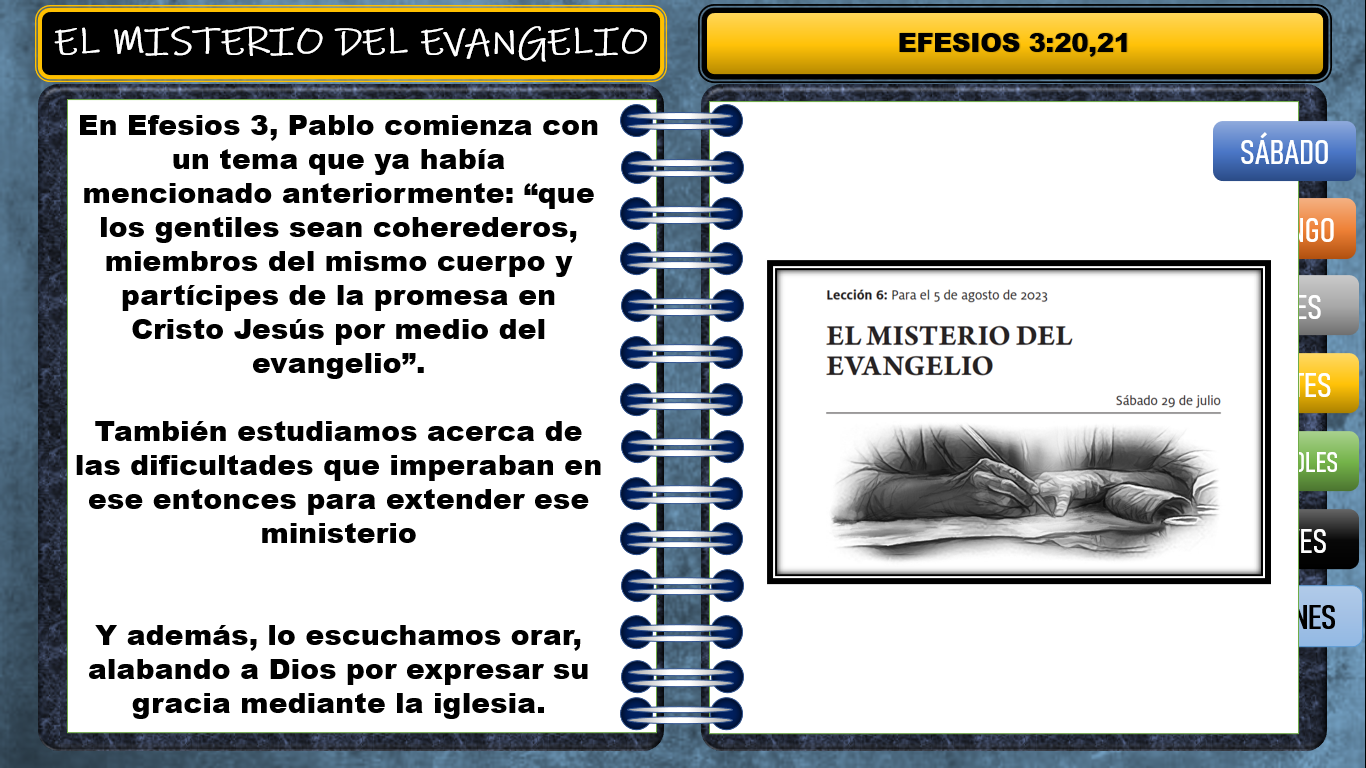 EL MISTERIO DEL EVANGELIO
EFESIOS 3:20,21
En Efesios 3, Pablo comienza con
un tema que ya había
mencionado anteriormente: “que
los gentiles sean coherederos,
miembros del mismo cuerpo y
partícipes de la promesa en
Cristo Jesús por medio del
evangelio”.
También estudiamos acerca de
las dificultades que imperaban en
ese entonces para extender ese
ministerio
Y además, lo escuchamos orar,
alabando a Dios por expresar su
gracia mediante la iglesia.
Lección 6: Para el 5 de agosto de 2023
EL MISTERIO DEL
EVANGELIO
Sábado 29 de julio
SÁBADO
NGO
ES
TES
OLES
ES
NES